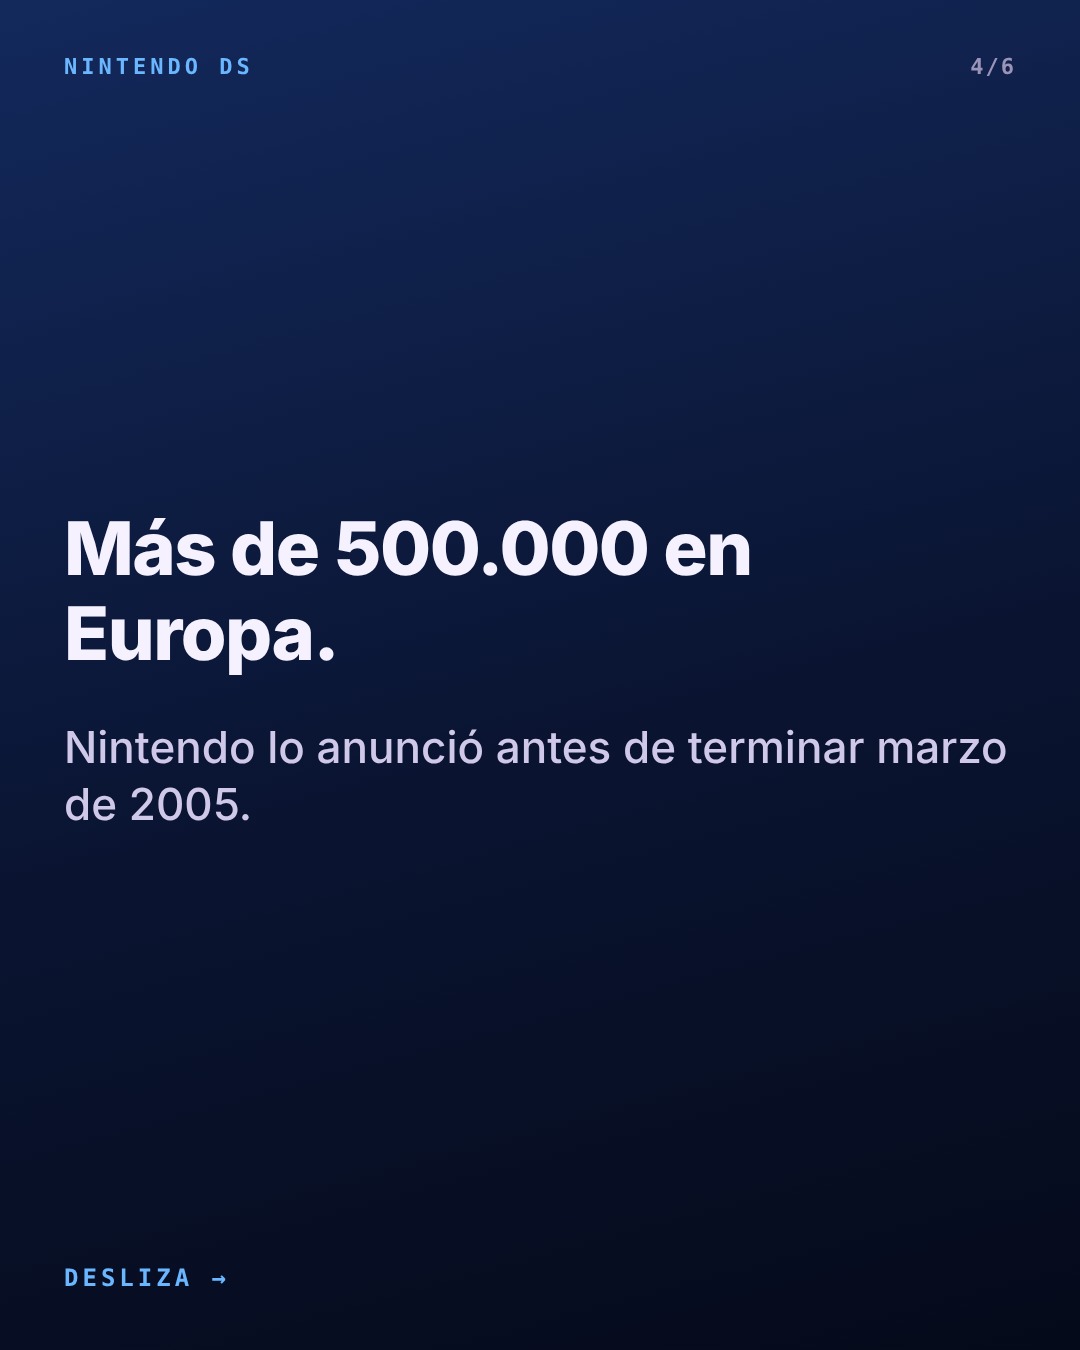 NINTENDO DS
4/6
Más de 500.000 en
Europa.
Nintendo lo anunció antes de terminar marzo
de 2005.
DESLIZA →